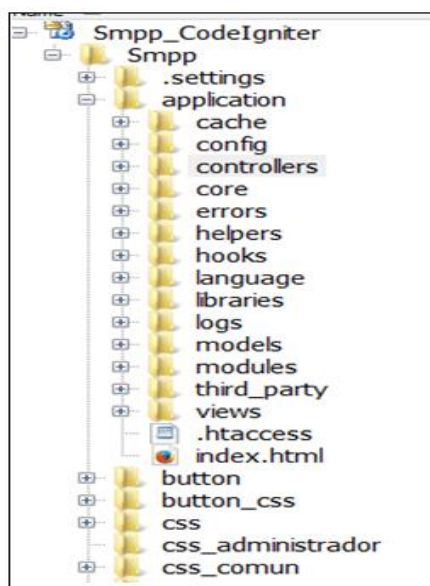 Smpp_CodeIgniter
Smpp
.settings
application
cache
config
controllers
core
errors
helpers
hooks
language
libraries
logs
models
modules
third_party
views
.htaccess
index.html
button
button_css
css
css_administrador
css_comun